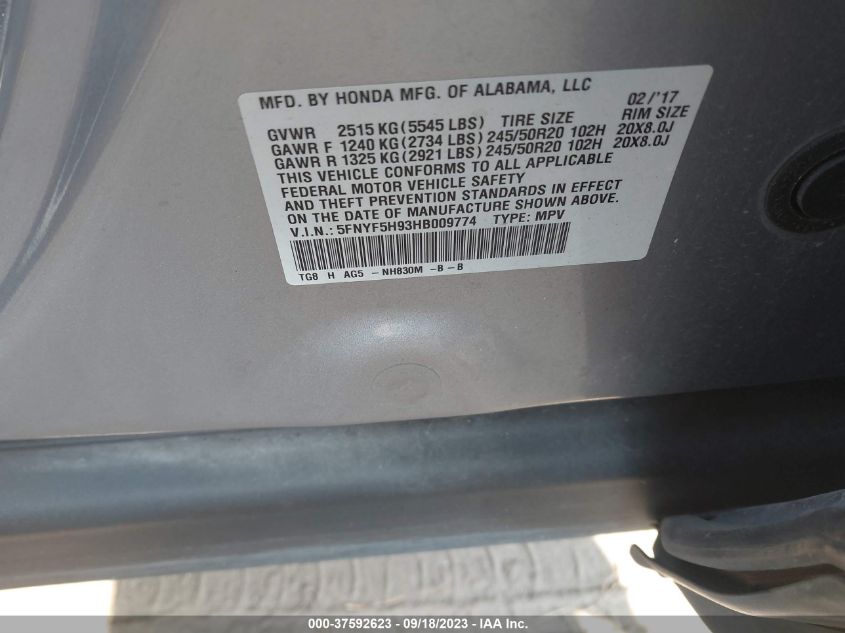 MFD. BY HONDA MFG. OF ALABAMA, LLC 02/'17
GVWR 2515 KG (5545 LBS) TIRE SIZE RIM SIZE
GAWR F 1240 KG (2734 LBS) 245/50R20 102H 20X8.0J
GAWR R 1325 KG (2921 LBS) 245/50R20 102H 20X8.0J
THIS VEHICLE CONFORMS TO ALL APPLICABLE
FEDERAL MOTOR VEHICLE SAFETY
AND THEFT PREVENTION STANDARDS IN EFFECT
ON THE DATE OF MANUFACTURE SHOWN ABOVE.
V.I.N.: 5FNYF5H93HB009774 TYPE: MPV
TG8 H AG5 - NH830M - B - B
000-37592623 - 09/18/2023 - IAA Inc.